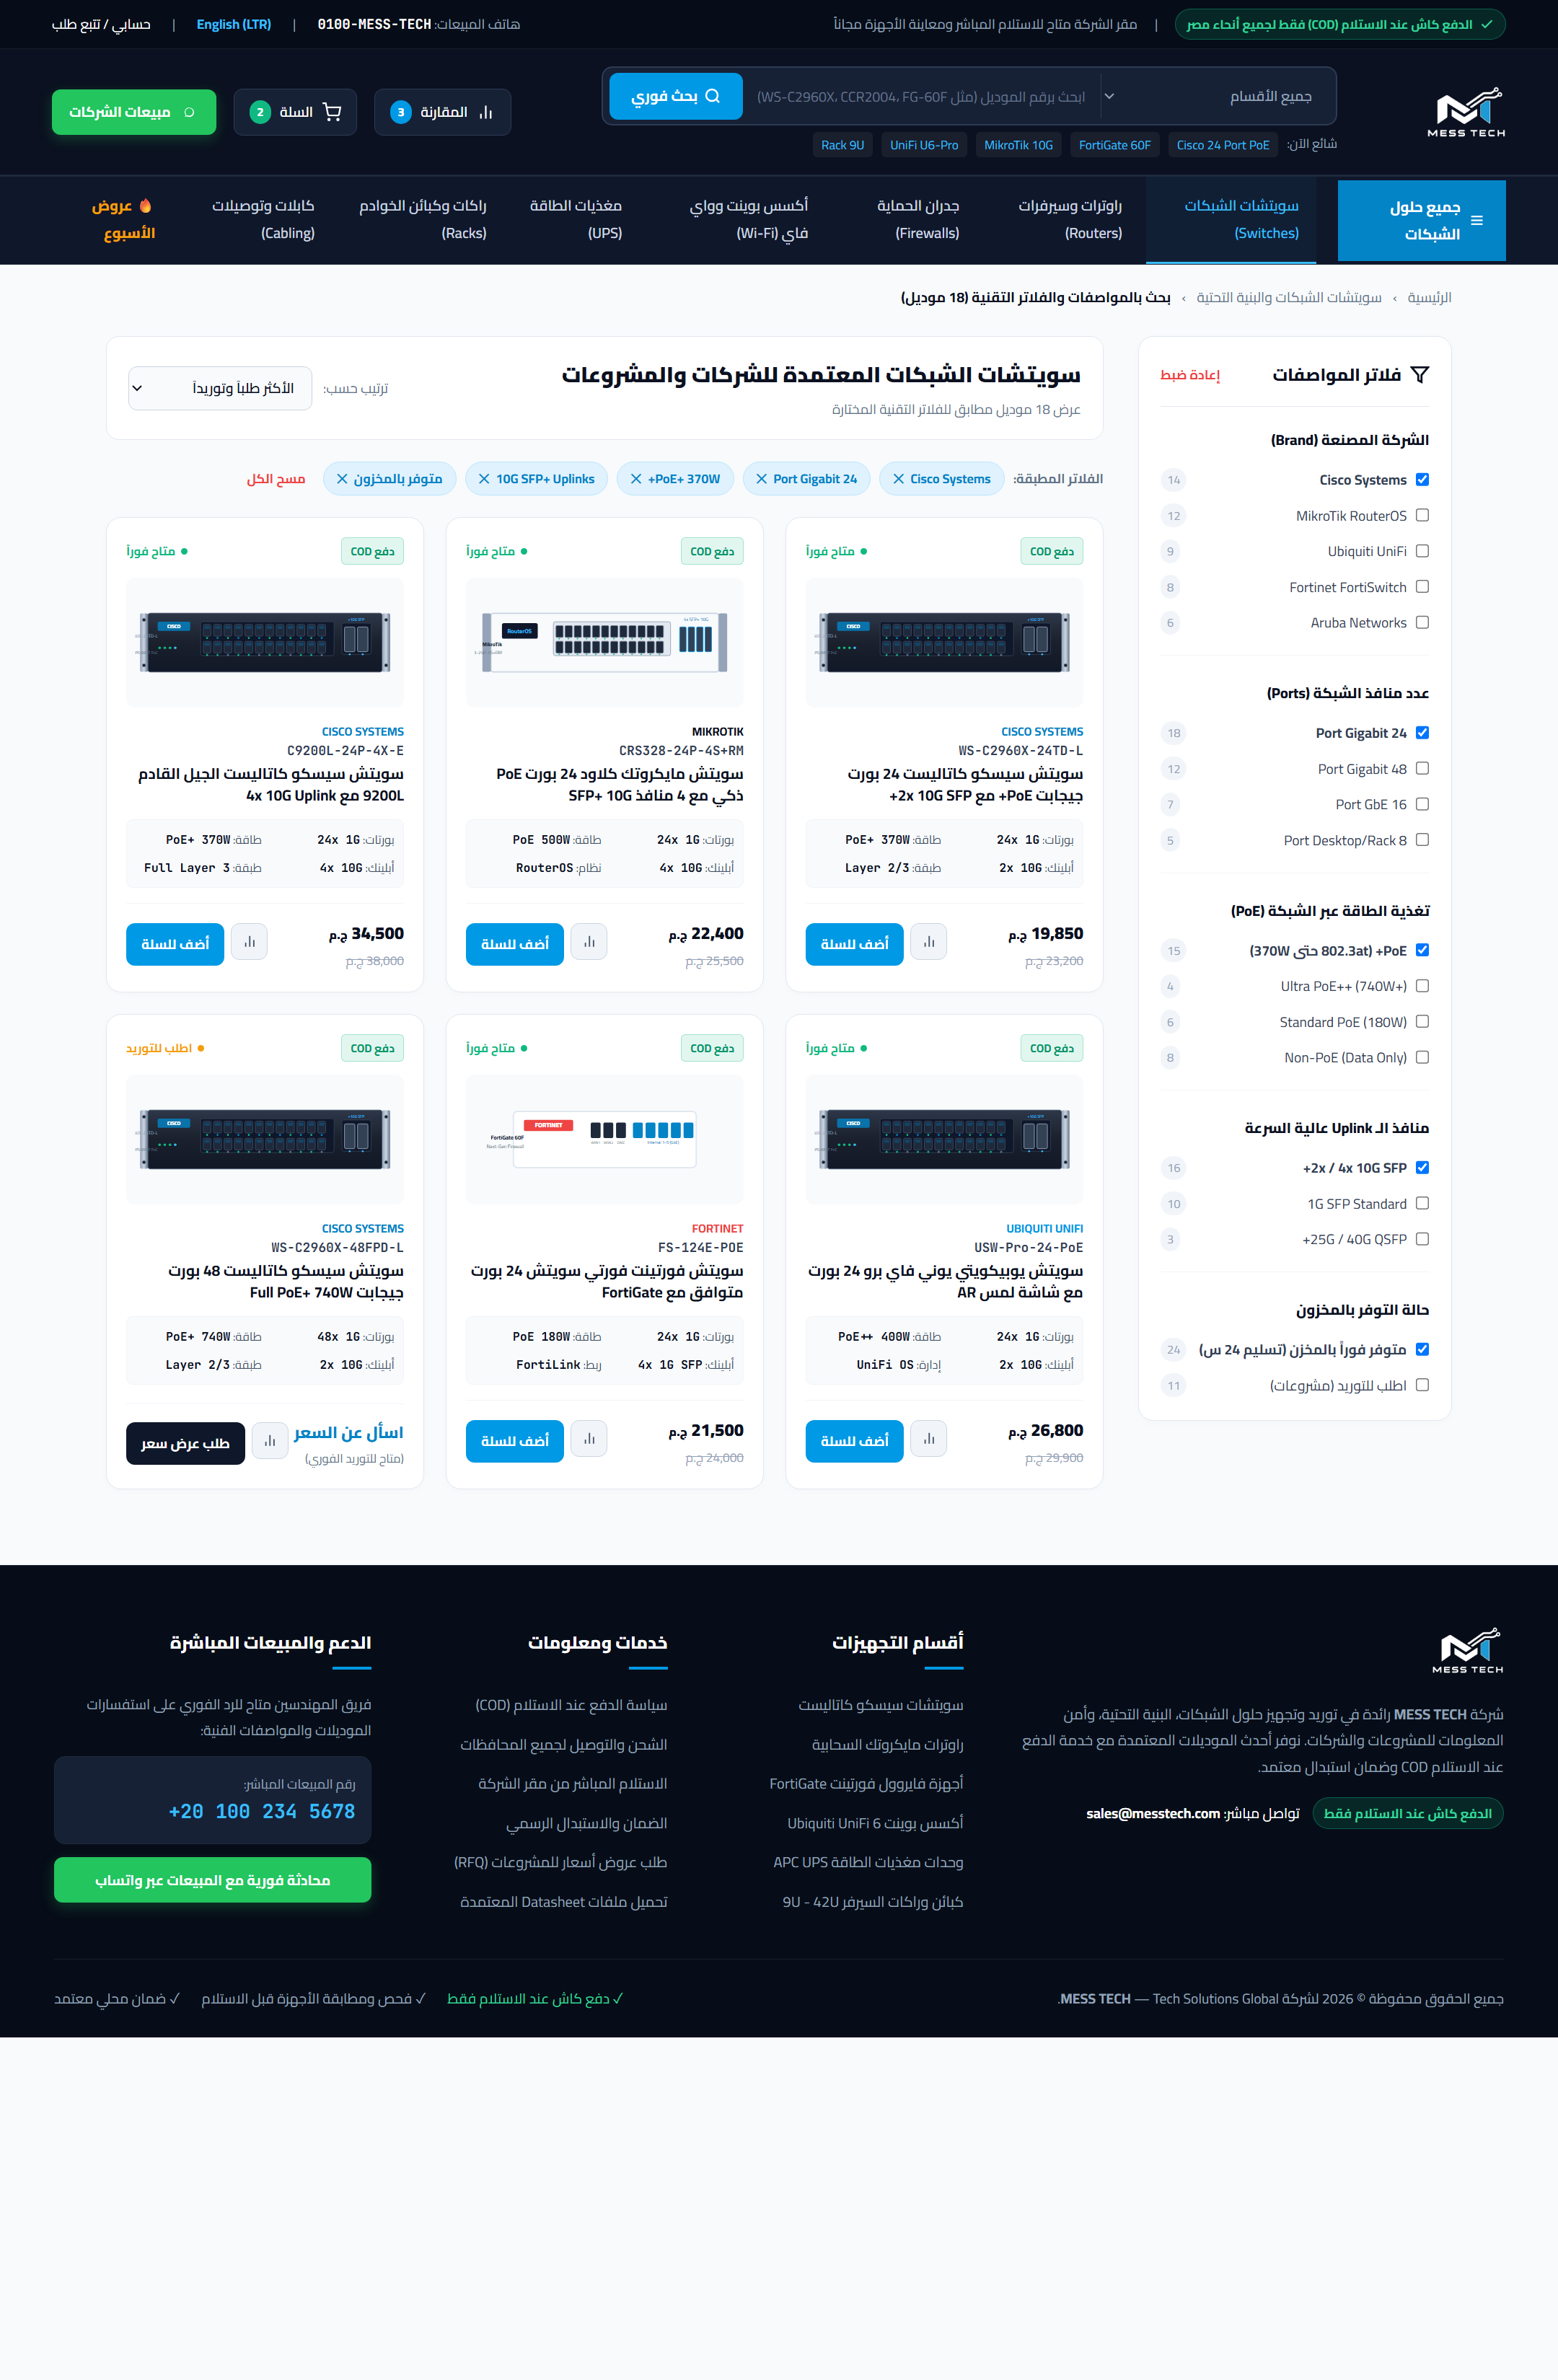 الدفع كاش عند الاستلام (COD) فقط لجميع أنحاء مصر
|
مقر الشركة متاح للاستلام المباشر ومعاينة الأجهزة مجاناً
هاتف المبيعات: 0100-MESS-TECH
|
English (LTR)
|
حسابي / تتبع طلب
MESS TECH
جميع الأقسام
ابحث برقم الموديل (مثل WS-C2960X، CCR2004، FG-60F)
بحث فوري
شائع الآن:
Cisco 24 Port PoE
FortiGate 60F
MikroTik 10G
UniFi U6-Pro
Rack 9U
المقارنة 3
السلة 2
مبيعات الشركات
جميع حلول
الشبكات
سويتشات الشبكات
(Switches)
راوترات وسيرفرات
(Routers)
جدران الحماية
(Firewalls)
أكسس بوينت وواي
فاي (Wi-Fi)
مغذيات الطاقة
(UPS)
راكات وكبائن الخوادم
(Racks)
كابلات وتوصيلات
(Cabling)
🔥 عروض
الأسبوع
الرئيسية › سويتشات الشبكات والبنية التحتية › بحث بالمواصفات والفلاتر التقنية (18 موديل)
فلاتر المواصفات
إعادة ضبط
الشركة المصنعة (Brand)
Cisco Systems 14
MikroTik RouterOS 12
Ubiquiti UniFi 9
Fortinet FortiSwitch 8
Aruba Networks 6
عدد منافذ الشبكة (Ports)
Port Gigabit 24 18
Port Gigabit 48 12
Port GbE 16 7
Port Desktop/Rack 8 5
تغذية الطاقة عبر الشبكة (PoE)
+PoE (802.3at حتى 370W) 15
Ultra PoE++ (740W+) 4
Standard PoE (180W) 6
Non-PoE (Data Only) 8
منافذ الـ Uplink عالية السرعة
+2x / 4x 10G SFP 16
1G SFP Standard 10
+25G / 40G QSFP 3
حالة التوفر بالمخزون
متوفر فوراً بالمخزن (تسليم 24 س) 24
اطلب للتوريد (مشروعات) 11
سويتشات الشبكات المعتمدة للشركات والمشروعات
عرض 18 موديل مطابق للفلاتر التقنية المختارة
ترتيب حسب:
الأكثر طلباً وتوريداً
الفلاتر المطبقة:
Cisco Systems
Port Gigabit 24
+PoE+ 370W
10G SFP+ Uplinks
متوفر بالمخزون
مسح الكل
دفع COD
متاح فوراً
CISCO
CISCO SYSTEMS
WS-C2960X-24TD-L
سويتش سيسكو كاتاليست 24 بورت
جيجابت PoE+ مع 2x 10G SFP+
بورتات: 24x 1G
طاقة: PoE+ 370W
أبلينك: 2x 10G
طبقة: Layer 2/3
19,850 ج.م
23,200 ج.م
أضف للسلة
دفع COD
متاح فوراً
RouterOS
MikroTik
MIKROTIK
CRS328-24P-4S+RM
سويتش مايكروتك كلاود 24 بورت PoE
ذكي مع 4 منافذ SFP+ 10G
بورتات: 24x 1G
طاقة: PoE 500W
أبلينك: 4x 10G
نظام: RouterOS
22,400 ج.م
25,500 ج.م
أضف للسلة
دفع COD
متاح فوراً
CISCO
CISCO SYSTEMS
C9200L-24P-4X-E
سويتش سيسكو كاتاليست الجيل القادم
9200L مع 4x 10G Uplink
بورتات: 24x 1G
طاقة: PoE+ 370W
أبلينك: 4x 10G
طبقة: Full Layer 3
34,500 ج.م
38,000 ج.م
أضف للسلة
دفع COD
متاح فوراً
CISCO
UBIQUITI UNIFI
USW-Pro-24-PoE
سويتش يوبيكويتي يوني فاي برو 24 بورت
مع شاشة لمس AR
بورتات: 24x 1G
طاقة: PoE++ 400W
أبلينك: 2x 10G
إدارة: UniFi OS
26,800 ج.م
29,900 ج.م
أضف للسلة
دفع COD
متاح فوراً
FORTINET
FortiGate 60F
Next-Gen Firewall
FORTINET
FS-124E-POE
سويتش فورتينت فورتي سويتش 24 بورت
متوافق مع FortiGate
بورتات: 24x 1G
طاقة: PoE 180W
أبلينك: 4x 1G SFP
ربط: FortiLink
21,500 ج.م
24,000 ج.م
أضف للسلة
دفع COD
اطلب للتوريد
CISCO
CISCO SYSTEMS
WS-C2960X-48FPD-L
سويتش سيسكو كاتاليست 48 بورت
جيجابت Full PoE+ 740W
بورتات: 48x 1G
طاقة: PoE+ 740W
أبلينك: 2x 10G
طبقة: Layer 2/3
اسأل عن السعر
(متاح للتوريد الفوري)
طلب عرض سعر
MESS TECH
شركة MESS TECH رائدة في توريد وتجهيز حلول الشبكات، البنية التحتية، وأمن
المعلومات للمشروعات والشركات. نوفر أحدث الموديلات المعتمدة مع خدمة الدفع
عند الاستلام COD وضمان استبدال معتمد.
الدفع كاش عند الاستلام فقط
تواصل مباشر: sales@messtech.com
أقسام التجهيزات
سويتشات سيسكو كاتاليست
راوترات مايكروتك السحابية
أجهزة فايروول فورتينت FortiGate
أكسس بوينت Ubiquiti UniFi 6
وحدات مغذيات الطاقة APC UPS
كبائن وراكات السيرفر 9U - 42U
خدمات ومعلومات
سياسة الدفع عند الاستلام (COD)
الشحن والتوصيل لجميع المحافظات
الاستلام المباشر من مقر الشركة
الضمان والاستبدال الرسمي
طلب عروض أسعار للمشروعات (RFQ)
تحميل ملفات Datasheet المعتمدة
الدعم والمبيعات المباشرة
فريق المهندسين متاح للرد الفوري على استفسارات
الموديلات والمواصفات الفنية:
رقم المبيعات المباشر:
+20 100 234 5678
محادثة فورية مع المبيعات عبر واتساب
جميع الحقوق محفوظة © 2026 لشركة MESS TECH — Tech Solutions Global.
✓ دفع كاش عند الاستلام فقط
✓ فحص ومطابقة الأجهزة قبل الاستلام
✓ ضمان محلي معتمد